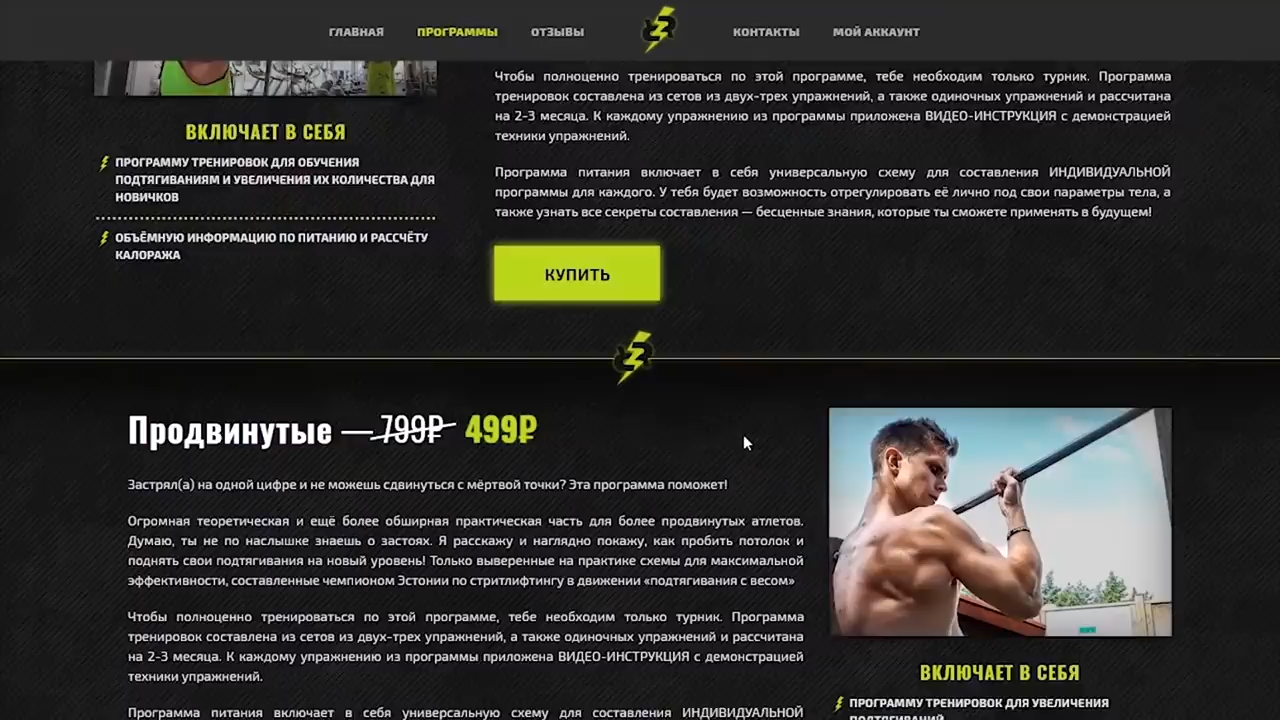 ГЛАВНАЯ ПРОГРАММЫ ОТЗЫВЫ КОНТАКТЫ МОЙ АККАУНТ
ВКЛЮЧАЕТ В СЕБЯ
ПРОГРАММУ ТРЕНИРОВОК ДЛЯ ОБУЧЕНИЯ
ПОДТЯГИВАНИЯМ И УВЕЛИЧЕНИЯ ИХ КОЛИЧЕСТВА ДЛЯ
НОВИЧКОВ
ОБЪЁМНУЮ ИНФОРМАЦИЮ ПО ПИТАНИЮ И РАССЧЁТУ
КАЛОРАЖА
Чтобы полноценно тренироваться по этой программе, тебе необходим только турник. Программа
тренировок составлена из сетов из двух-трех упражнений, а также одиночных упражнений и рассчитана
на 2-3 месяца. К каждому упражнению из программы приложена ВИДЕО-ИНСТРУКЦИЯ с демонстрацией
техники упражнений.
Программа питания включает в себя универсальную схему для составления ИНДИВИДУАЛЬНОЙ
программы для каждого. У тебя будет возможность отрегулировать её лично под свои параметры тела, а
также узнать все секреты составления — бесценные знания, которые ты сможете применять в будущем!
КУПИТЬ
Продвинутые — 799₽ 499₽
Застрял(а) на одной цифре и не можешь сдвинуться с мёртвой точки? Эта программа поможет!
Огромная теоретическая и ещё более обширная практическая часть для более продвинутых атлетов.
Думаю, ты не по наслышке знаешь о застоях. Я расскажу и наглядно покажу, как пробить потолок и
поднять свои подтягивания на новый уровень! Только выверенные на практике схемы для максимальной
эффективности, составленные чемпионом Эстонии по стритлифтингу в движении «подтягивания с весом»
Чтобы полноценно тренироваться по этой программе, тебе необходим только турник. Программа
тренировок составлена из сетов из двух-трех упражнений, а также одиночных упражнений и рассчитана
на 2-3 месяца. К каждому упражнению из программы приложена ВИДЕО-ИНСТРУКЦИЯ с демонстрацией
техники упражнений.
Программа питания включает в себя универсальную схему для составления ИНДИВИДУАЛЬНОЙ
ВКЛЮЧАЕТ В СЕБЯ
ПРОГРАММУ ТРЕНИРОВОК ДЛЯ УВЕЛИЧЕНИЯ
ПОДТЯГИВАНИЙ